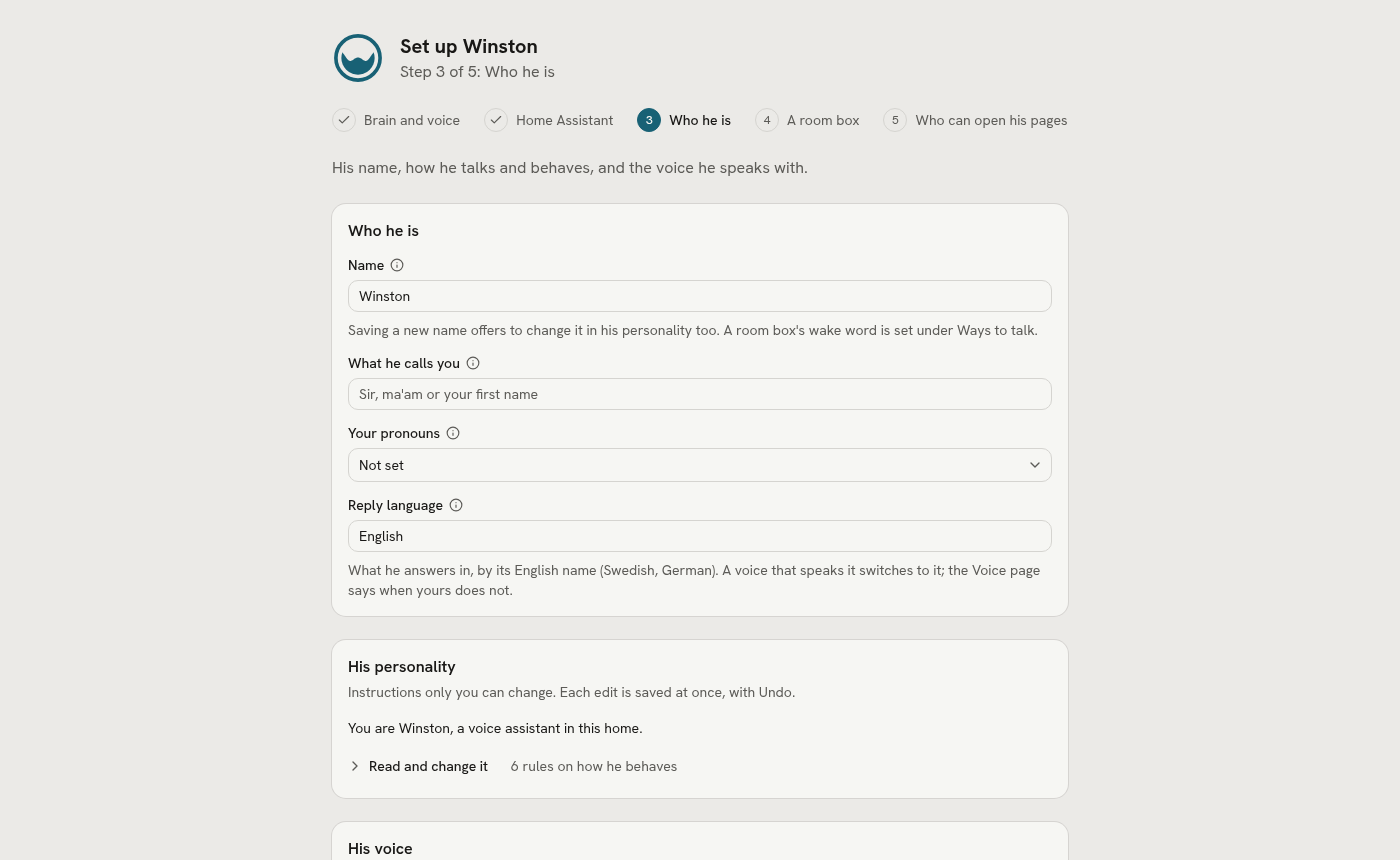 Set up Winston
Step 3 of 5: Who he is
Brain and voice
Home Assistant
3 Who he is
4 A room box
5 Who can open his pages
His name, how he talks and behaves, and the voice he speaks with.
Who he is
Name
Winston
Saving a new name offers to change it in his personality too. A room box's wake word is set under Ways to talk.
What he calls you
Sir, ma'am or your first name
Your pronouns
Not set
Reply language
English
What he answers in, by its English name (Swedish, German). A voice that speaks it switches to it; the Voice page
says when yours does not.
His personality
Instructions only you can change. Each edit is saved at once, with Undo.
You are Winston, a voice assistant in this home.
Read and change it 6 rules on how he behaves
His voice